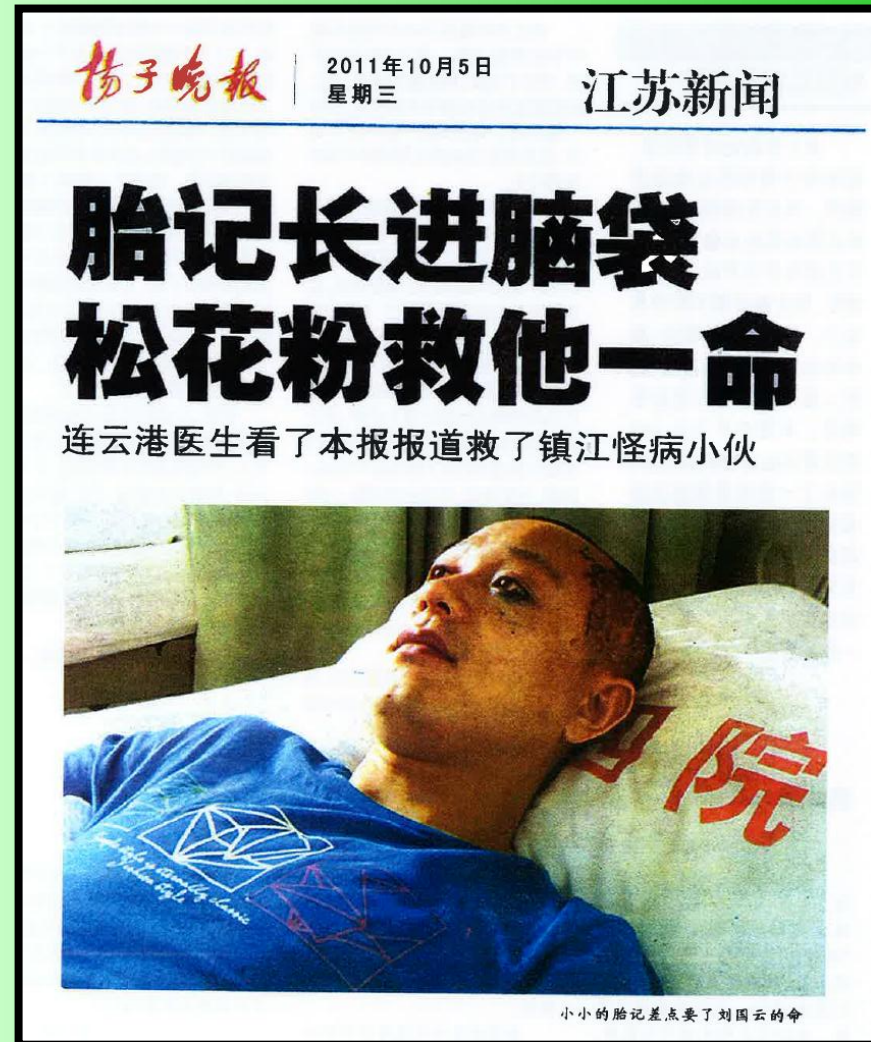 扬子晚报
2011年10月5日
星期三
江苏新闻
胎记长进脑袋
松花粉救他一命
连云港医生看了本报报道救了镇江怪病小伙
院
eternally classic
小小的胎记差点要了刘国云的命